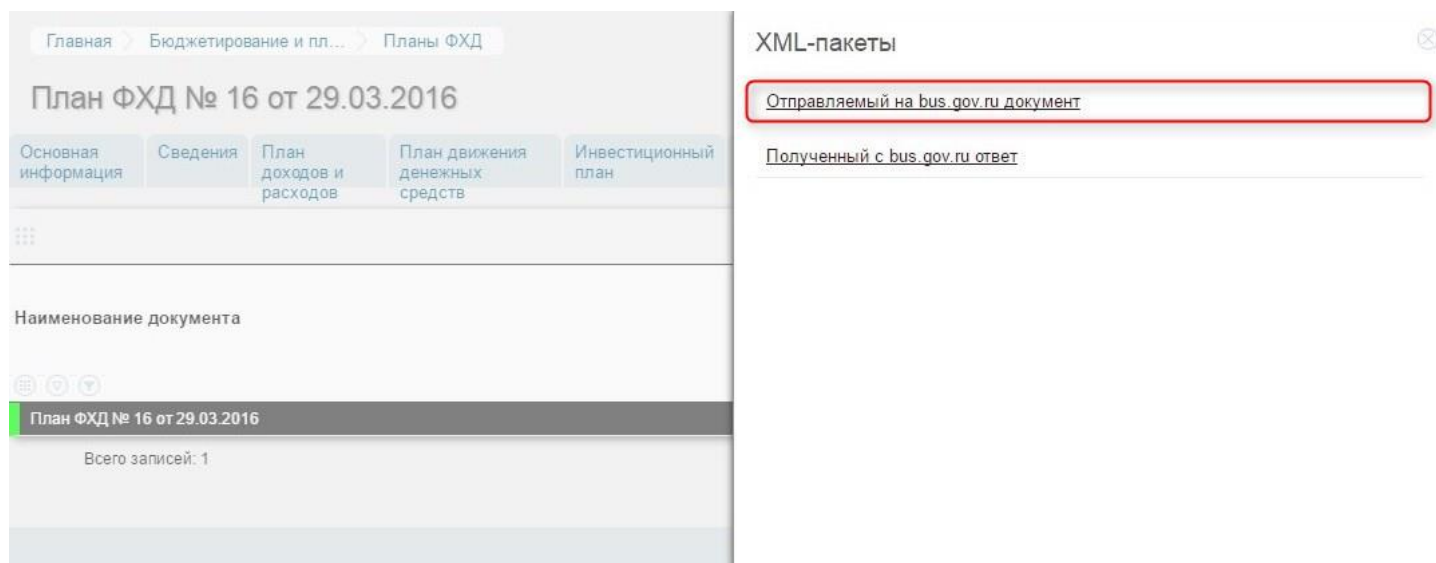 Главная Бюджетирование и пл... Планы ФХД
План ФХД № 16 от 29.03.2016
Основная информация
Сведения
План доходов и расходов
План движения денежных средств
Инвестиционный план
Наименование документа
План ФХД № 16 от 29.03.2016
Всего записей: 1
XML-пакеты
Отправляемый на bus.gov.ru документ
Полученный с bus.gov.ru ответ